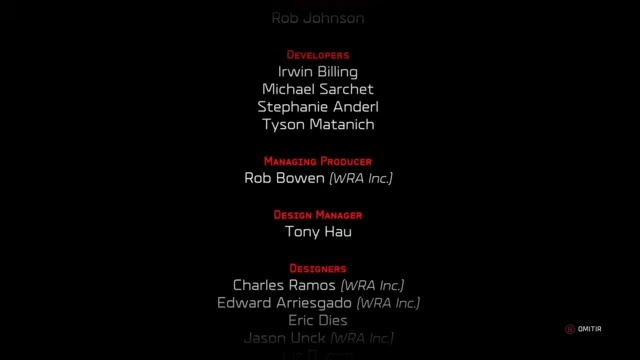 Rob Johnson
Developers
Irwin Billing
Michael Sarchet
Stephanie Anderl
Tyson Matanich
Managing Producer
Rob Bowen (WRA Inc.)
Design Manager
Tony Hau
Designers
Charles Ramos (WRA Inc.)
Edward Arriesgado (WRA Inc.)
Eric Dies
Jason Unck (WRA Inc.)
B OMITIR